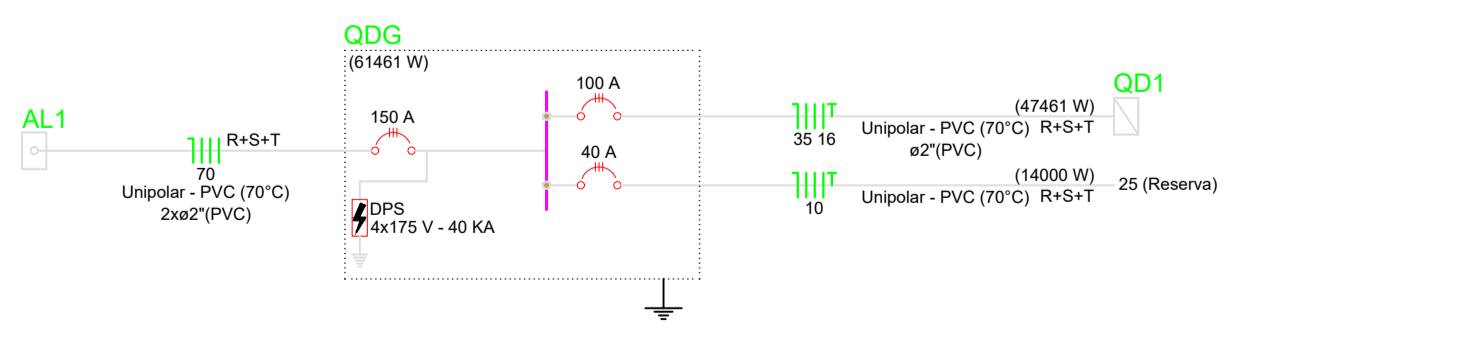 QDG
(61461 W)
AL1
R+S+T
70
Unipolar - PVC (70°C)
2xø2"(PVC)
150 A
DPS
4x175 V - 40 KA
100 A
40 A
35 16
(47461 W)
Unipolar - PVC (70°C) R+S+T
ø2"(PVC)
QD1
10
(14000 W)
Unipolar - PVC (70°C) R+S+T
25 (Reserva)